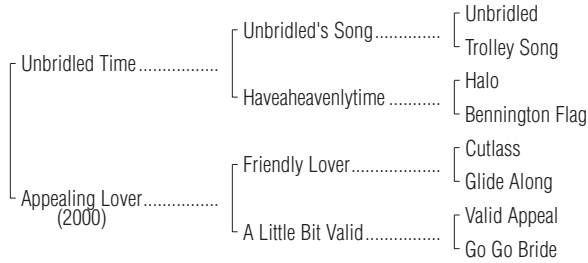 Unbridled
Unbridled's Song..............
Trolley Song
Unbridled Time.................
Halo
Haveaheavenlytime ...........
Bennington Flag
Cutlass
Friendly Lover...................
Glide Along
Appealing Lover................
(2000)
Valid Appeal
A Little Bit Valid................
Go Go Bride